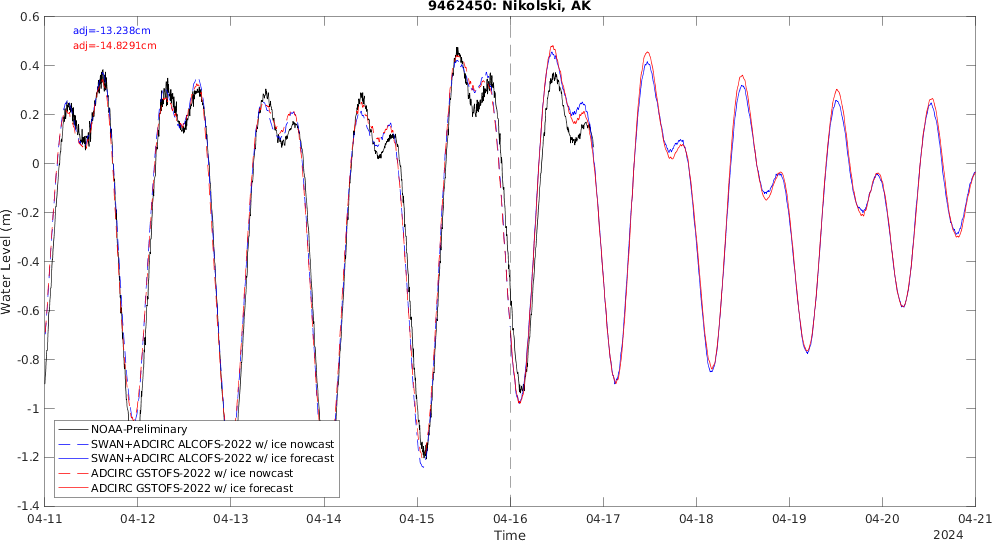 9462450: Nikolski, AK
adj=-13.238cm
adj=-14.8291cm
0.6
0.4
0.2
0
-0.2
-0.4
-0.6
-0.8
-1
-1.2
-1.4
Water Level (m)
NOAA-Preliminary
SWAN+ADCIRC ALCOFS-2022 w/ ice nowcast
SWAN+ADCIRC ALCOFS-2022 w/ ice forecast
ADCIRC GSTOFS-2022 w/ ice nowcast
ADCIRC GSTOFS-2022 w/ ice forecast
04-11 04-12 04-13 04-14 04-15 04-16 04-17 04-18 04-19 04-20 04-21
Time
2024